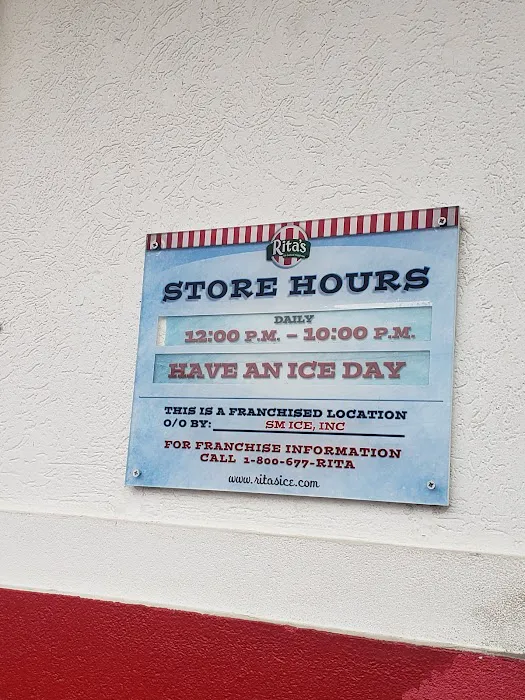 Rita's
STORE HOURS
DAILY
12:00 P.M. – 10:00 P.M.
HAVE AN ICE DAY
THIS IS A FRANCHISED LOCATION
O/O BY: SM ICE, INC
FOR FRANCHISE INFORMATION
CALL 1-800-677-RITA
www.ritasice.com